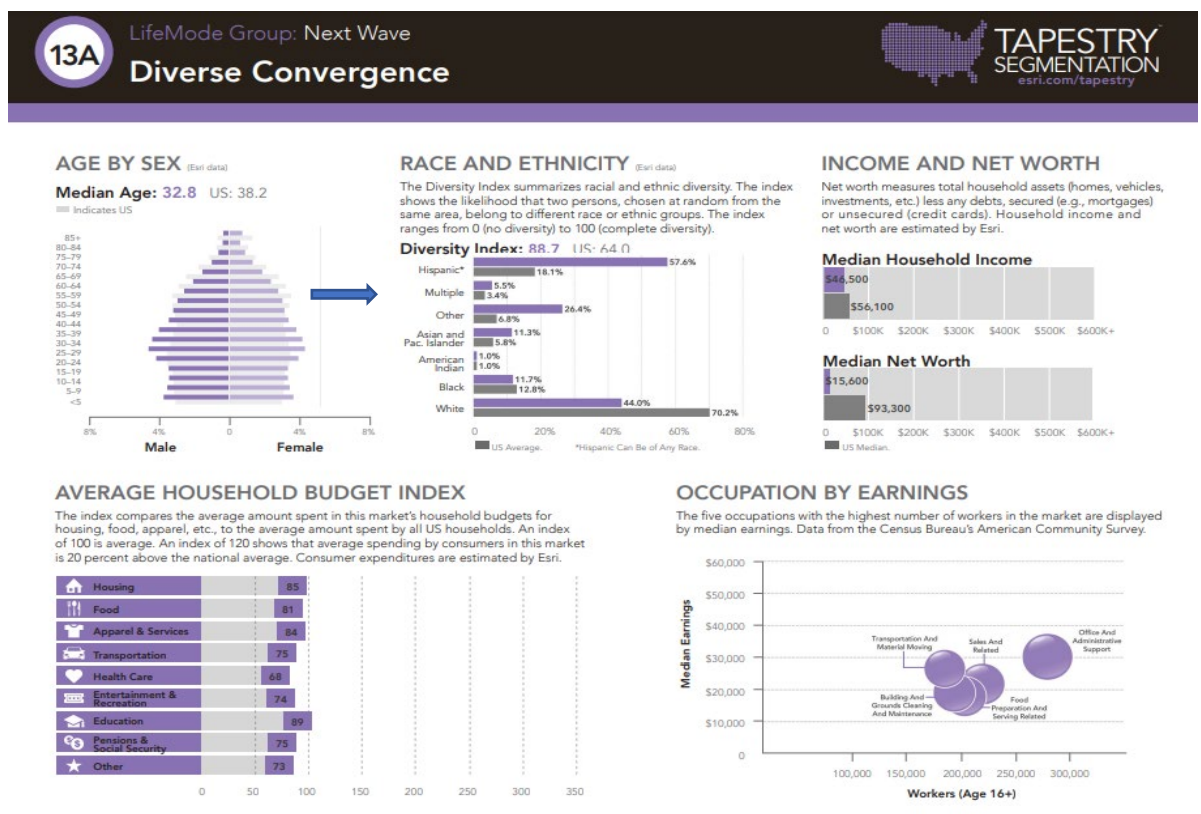 13A
LifeMode Group: Next Wave
Diverse Convergence
TAPESTRY
SEGMENTATION
esri.com/tapestry
AGE BY SEX (Esri data)
Median Age: 32.8 US: 38.2
Indicates US
85+
80–84
75–79
70–74
65–69
60–64
55–59
50–54
45–49
40–44
35–39
30–34
25–29
20–24
15–19
10–14
5–9
<5
8% 4% 0 4% 8%
Male Female
RACE AND ETHNICITY (Esri data)
The Diversity Index summarizes racial and ethnic diversity. The index
shows the likelihood that two persons, chosen at random from the
same area, belong to different race or ethnic groups. The index
ranges from 0 (no diversity) to 100 (complete diversity).
Diversity Index: 88.7 US: 64.0
Hispanic* 57.6%
18.1%
Multiple 5.5%
3.4%
Other 26.4%
6.8%
Asian and
Pac. Islander 11.3%
5.8%
American
Indian 1.0%
1.0%
Black 11.7%
12.8%
White 44.0%
70.2%
0 20% 40% 60% 80%
US Average. *Hispanic Can Be of Any Race.
INCOME AND NET WORTH
Net worth measures total household assets (homes, vehicles,
investments, etc.) less any debts, secured (e.g., mortgages)
or unsecured (credit cards). Household income and
net worth are estimated by Esri.
Median Household Income
$46,500
$56,100
0 $100K $200K $300K $400K $500K $600K+
Median Net Worth
$15,600
$93,300
0 $100K $200K $300K $400K $500K $600K+
US Median.
AVERAGE HOUSEHOLD BUDGET INDEX
The index compares the average amount spent in this market's household budgets for
housing, food, apparel, etc., to the average amount spent by all US households. An index
of 100 is average. An index of 120 shows that average spending by consumers in this market
is 20 percent above the national average. Consumer expenditures are estimated by Esri.
Housing 85
Food 81
Apparel & Services 84
Transportation 75
Health Care 68
Entertainment &
Recreation 74
Education 89
Pensions &
Social Security 75
Other 73
0 50 100 150 200 250 300 350
OCCUPATION BY EARNINGS
The five occupations with the highest number of workers in the market are displayed
by median earnings. Data from the Census Bureau's American Community Survey.
Median Earnings
$60,000
$50,000
$40,000
$30,000
$20,000
$10,000
0
Transportation And
Material Moving
Sales And
Related
Office And
Administrative
Support
Building And
Grounds Cleaning
And Maintenance
Food
Preparation And
Serving Related
100,000 150,000 200,000 250,000 300,000
Workers (Age 16+)